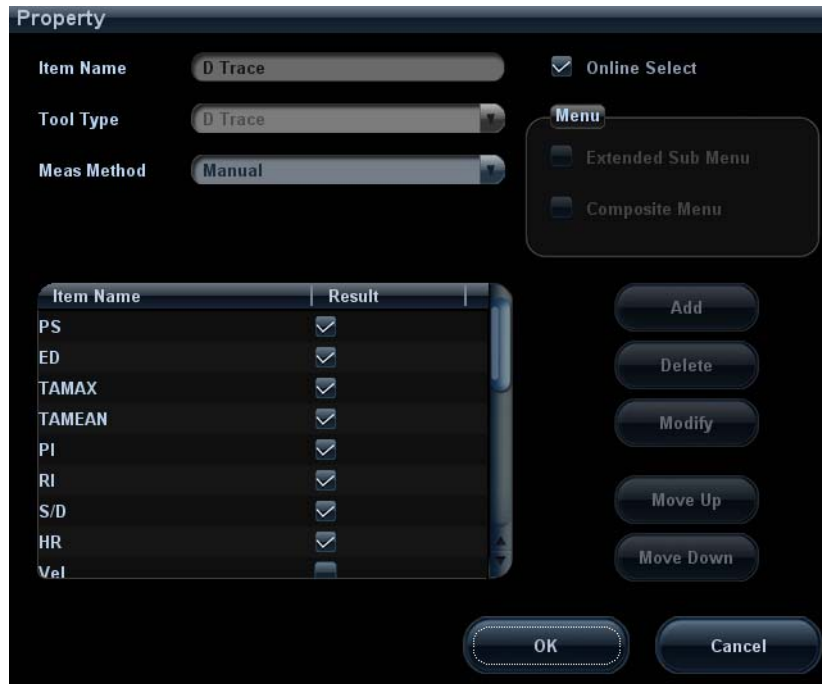 Property
Item Name D Trace Online Select
Tool Type D Trace Menu
Meas Method Manual Extended Sub Menu
Composite Menu
Item Name Result
PS
ED
TAMAX
TAMEAN
PI
RI
S/D
HR
Vel
Add
Delete
Modify
Move Up
Move Down
OK Cancel